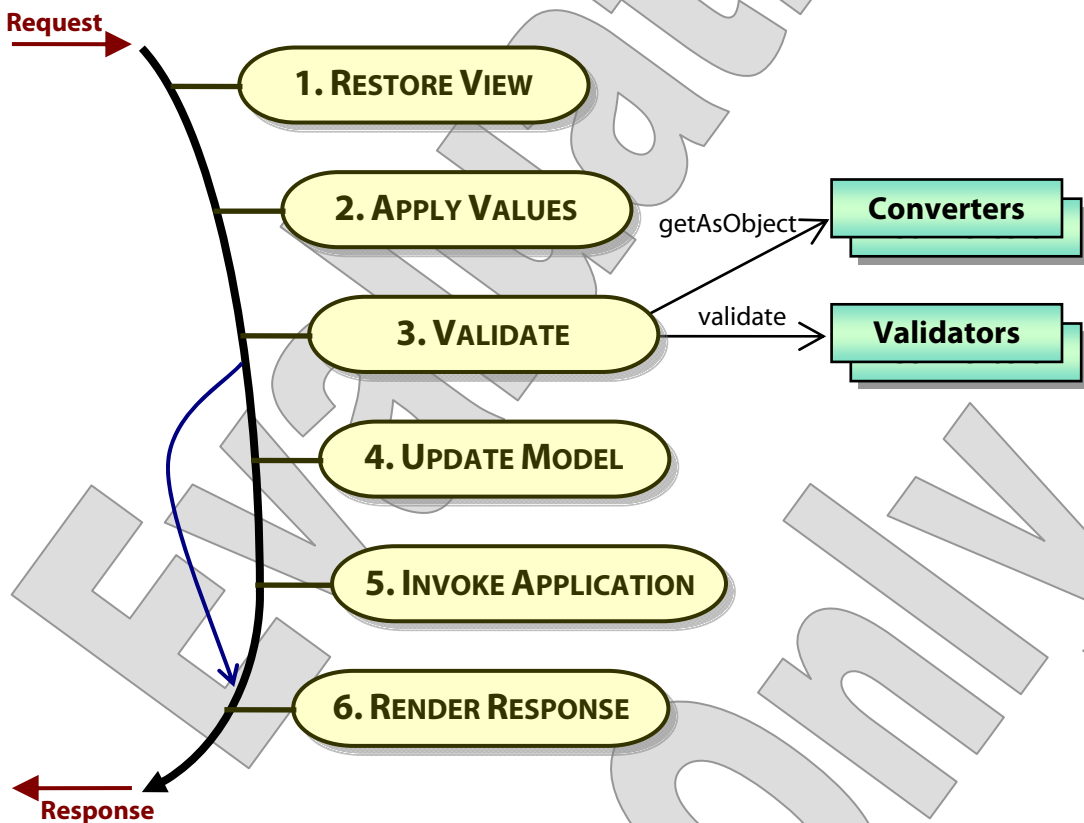 Request
1. RESTORE VIEW
2. APPLY VALUES
getAsObject
Converters
3. VALIDATE
validate
Validators
4. UPDATE MODEL
5. INVOKE APPLICATION
6. RENDER RESPONSE
Response